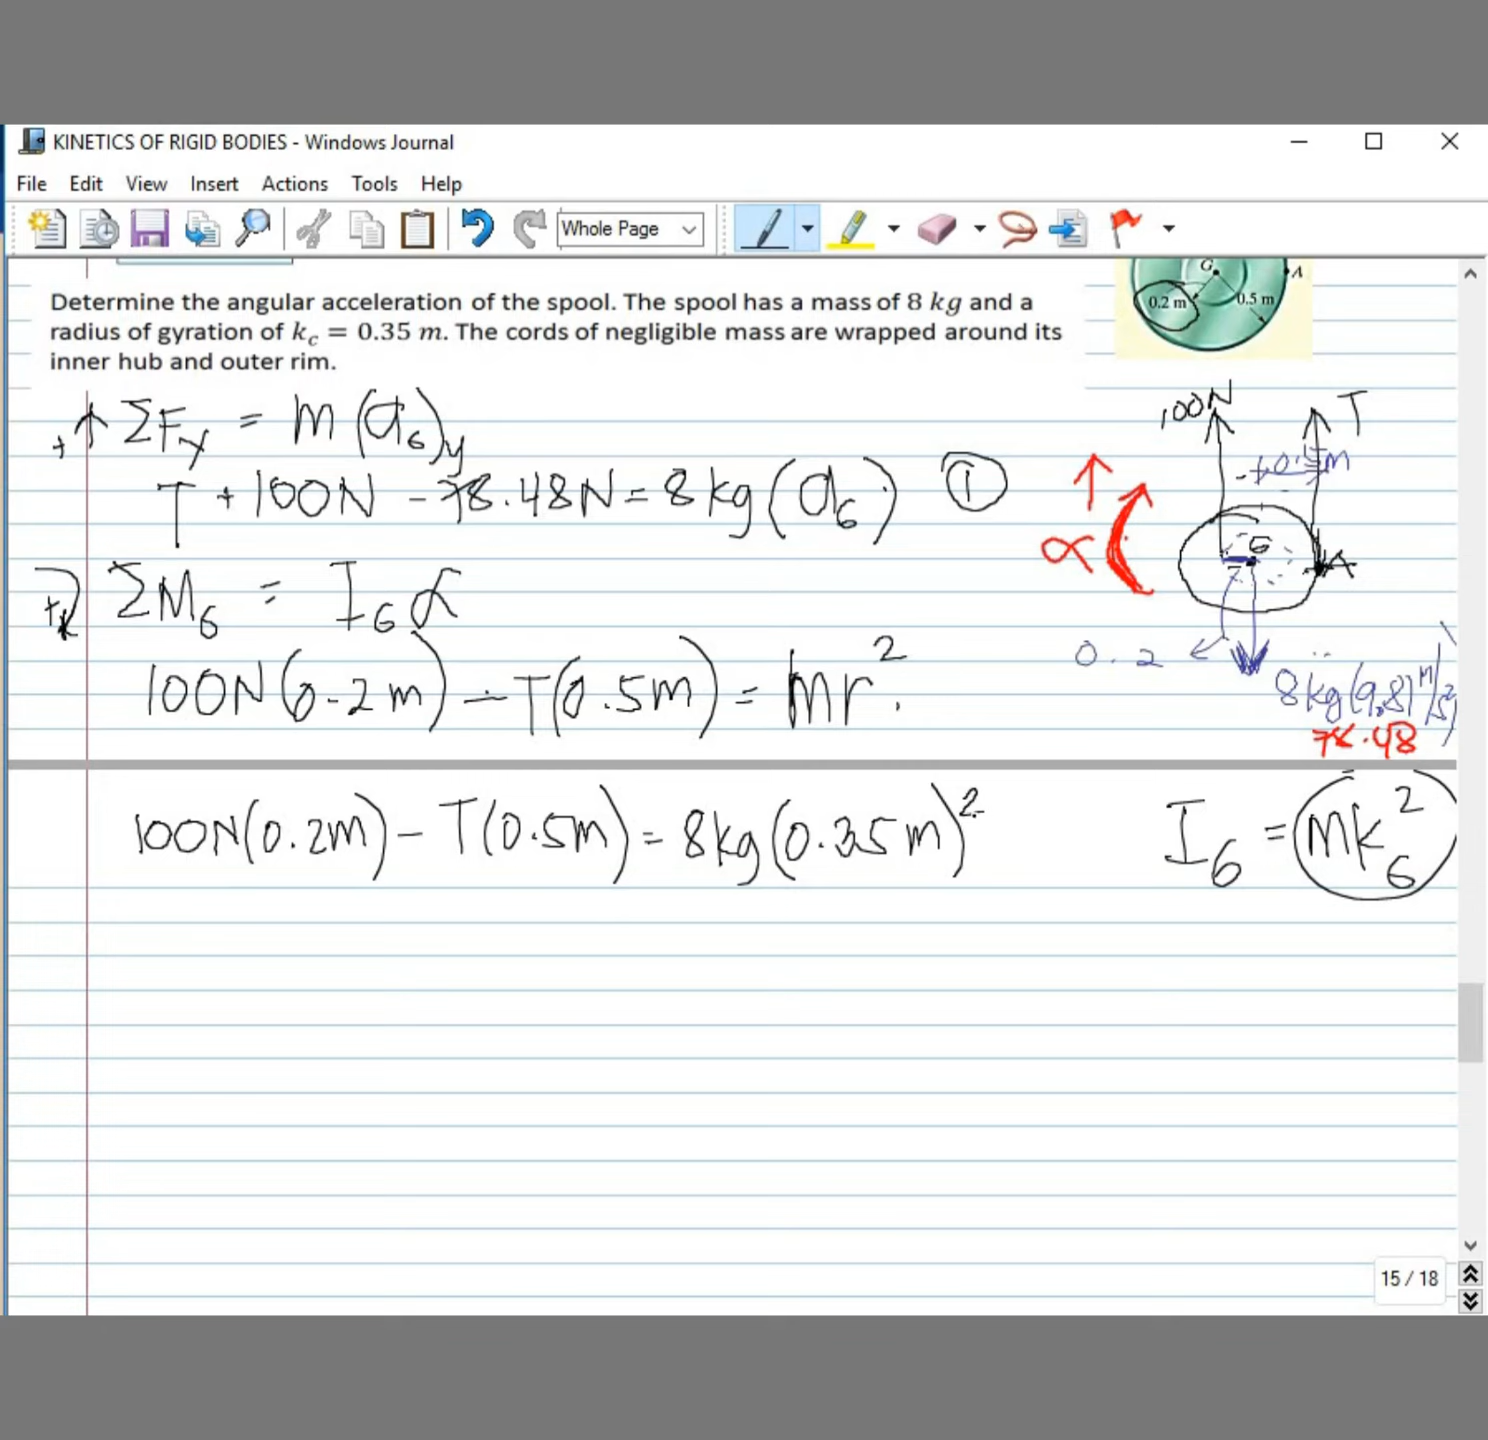 KINETICS OF RIGID BODIES - Windows Journal
File Edit View Insert Actions Tools Help
Whole Page
G
A
0.2 m
0.5 m
Determine the angular acceleration of the spool. The spool has a mass of 8 kg and a
radius of gyration of k_c = 0.35 m. The cords of negligible mass are wrapped around its
inner hub and outer rim.
+↑ ΣF_y = m(a_G)_y
T + 100N - 78.48N = 8kg(a_G) ①
ΣM_G = I_G α
100N(0.2m) - T(0.5m) = mr².
100N T
α
G
A
0.2
8kg(9.81 m/s²)
78.48
100N(0.2m) - T(0.5m) = 8kg(0.35m)²
I_G = mk_G²
15 / 18